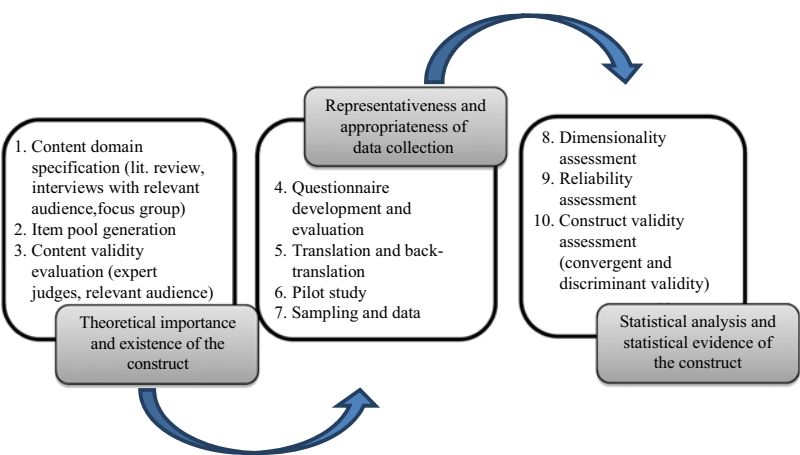 1. Content domain
specification (lit. review,
interviews with relevant
audience,focus group)
2. Item pool generation
3. Content validity
evaluation (expert
judges, relevant audience)
Theoretical importance
and existence of the
construct
Representativeness and
appropriateness of
data collection
4. Questionnaire
development and
evaluation
5. Translation and back-
translation
6. Pilot study
7. Sampling and data
8. Dimensionality
assessment
9. Reliability
assessment
10. Construct validity
assessment
(convergent and
discriminant validity)
Statistical analysis and
statistical evidence of
the construct